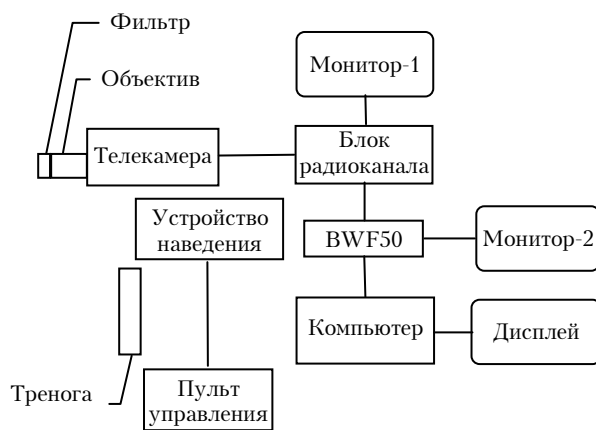 Фильтр
Объектив
Монитор-1
Телекамера
Блок
радиоканала
Устройство
наведения
BWF50
Монитор-2
Компьютер
Дисплей
Тренога
Пульт
управления